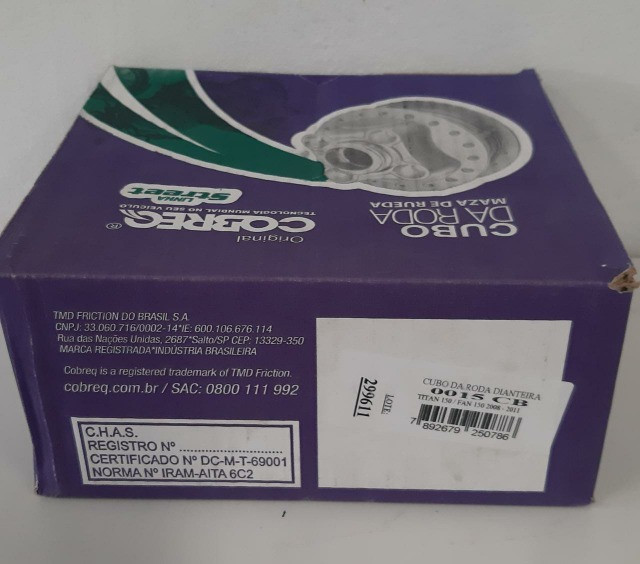 CUBO
DA RODA
MAZA DE RUEDA
Original
COBREQ®
TECNOLOGIA MUNDIAL NO SEU VEÍCULO
LINHA
Street
TMD FRICTION DO BRASIL S.A.
CNPJ: 33.060.716/0002-14*IE: 600.106.676.114
Rua das Nações Unidas, 2687*Salto/SP CEP: 13329-350
MARCA REGISTRADA*INDÚSTRIA BRASILEIRA
Cobreq is a registered trademark of TMD Friction.
cobreq.com.br / SAC: 0800 111 992
C.H.A.S.
REGISTRO Nº ..............................
CERTIFICADO Nº DC-M-T-69001
NORMA Nº IRAM-AITA 6C2
LOTE:
299611
CUBO DA RODA DIANTEIRA
0015 CB
TITAN 150 / FAN 150 2008 - 2011
7 892679 250786